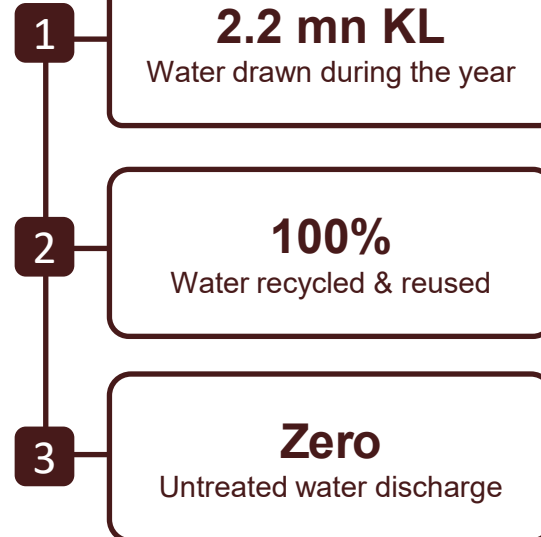 1
2.2 mn KL
Water drawn during the year
2
100%
Water recycled & reused
3
Zero
Untreated water discharge